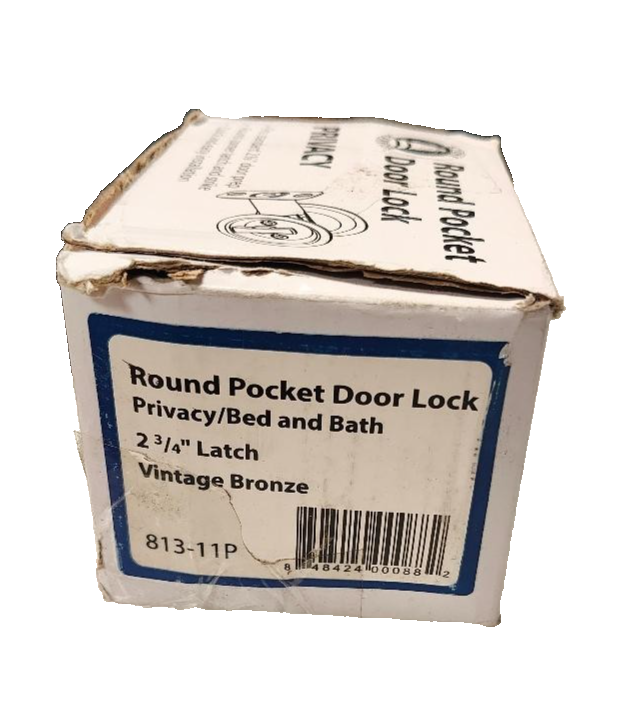 Round Pocket
Door Lock
PRIVACY
Round Pocket Door Lock
Privacy/Bed and Bath
2 3/4" Latch
Vintage Bronze
813-11P
8 48424 00088 2